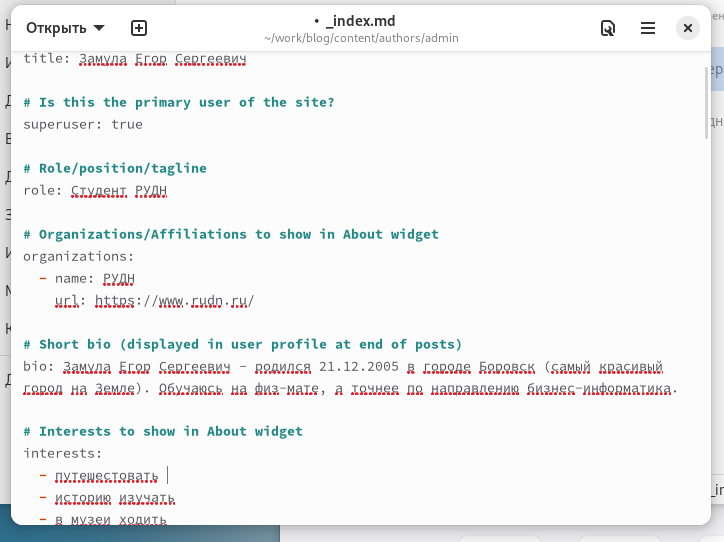 Открыть
• _index.md
~/work/blog/content/authors/admin
title: Замула Егор Сергеевич
# Is this the primary user of the site?
superuser: true
# Role/position/tagline
role: Студент РУДН
# Organizations/Affiliations to show in About widget
organizations:
- name: РУДН
url: https://www.rudn.ru/
# Short bio (displayed in user profile at end of posts)
bio: Замула Егор Сергеевич - родился 21.12.2005 в городе Боровск (самый красивый
город на Земле). Обучаюсь на физ-мате, а точнее по направлению бизнес-информатика.
# Interests to show in About widget
interests:
- путешестовать
- историю изучать
- в музеи ходить